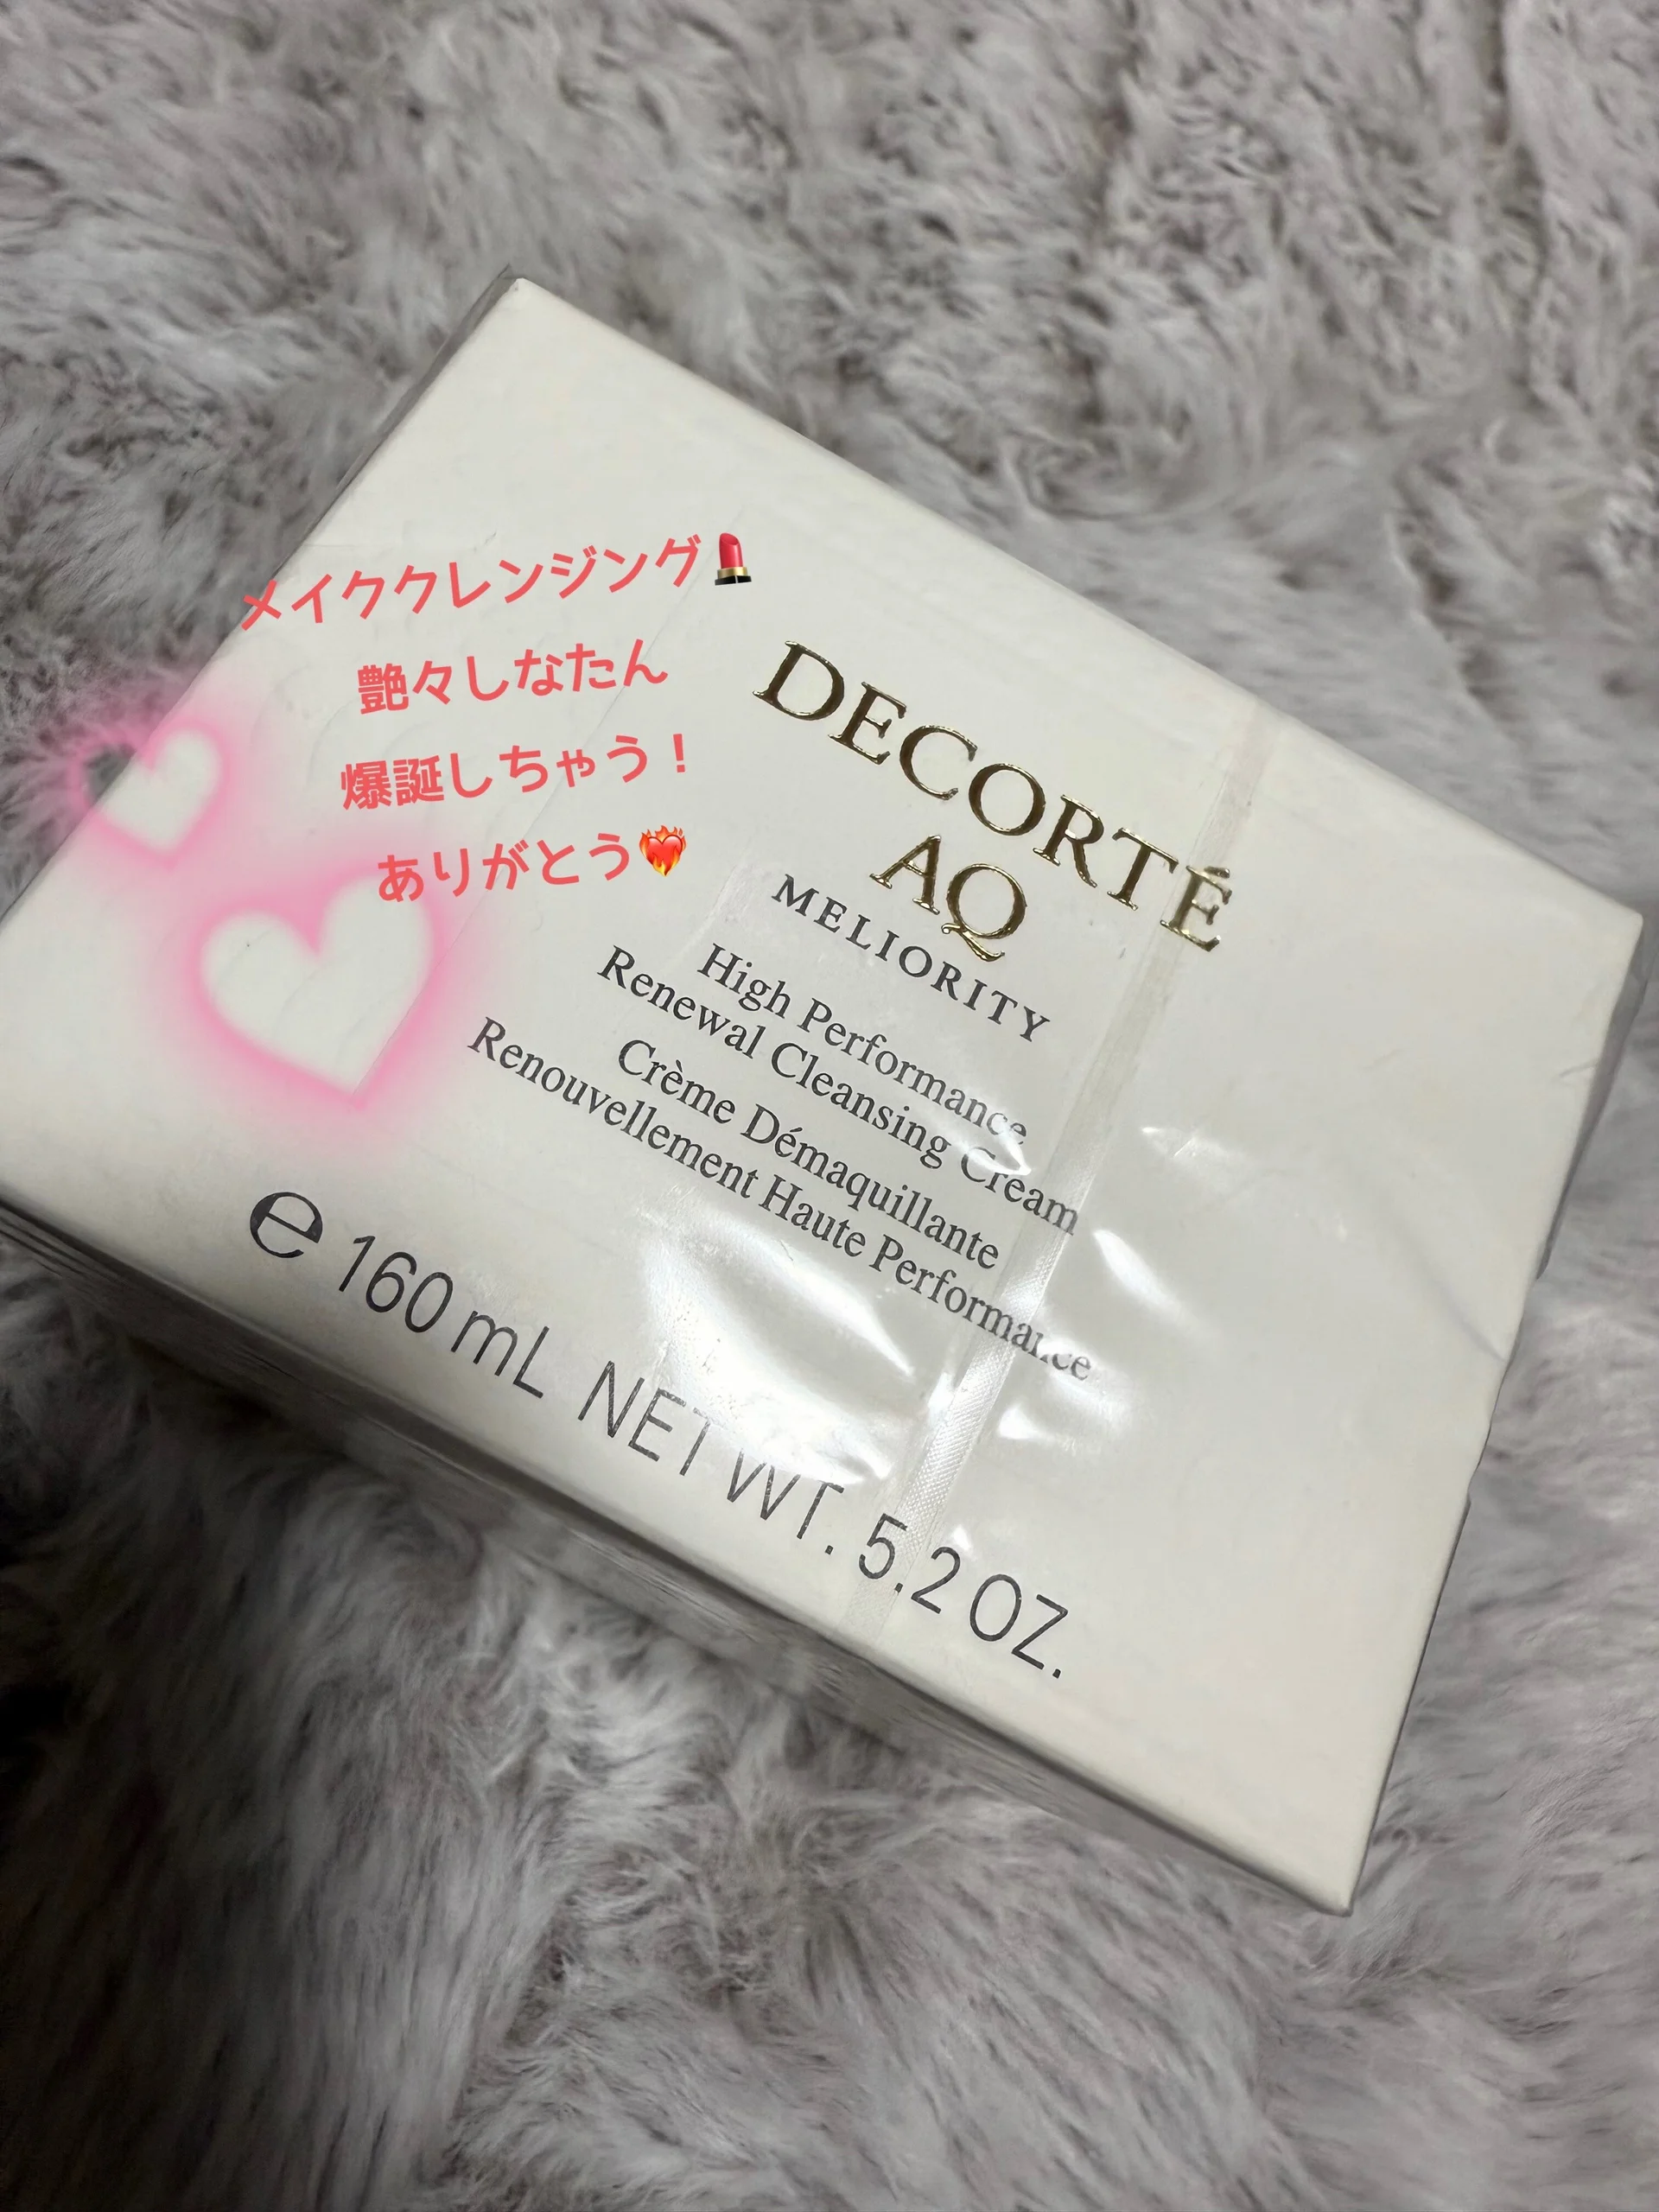 メイククレンジング💄
艶々しなたん
爆誕しちゃう！
ありがとう❤️‍🔥
DECORTÉ
AQ
MELIORITY
High Performance
Renewal Cleansing Cream
Crème Démaquillante
Renouvellement Haute Performance
℮ 160 mL NET WT. 5.2 OZ.